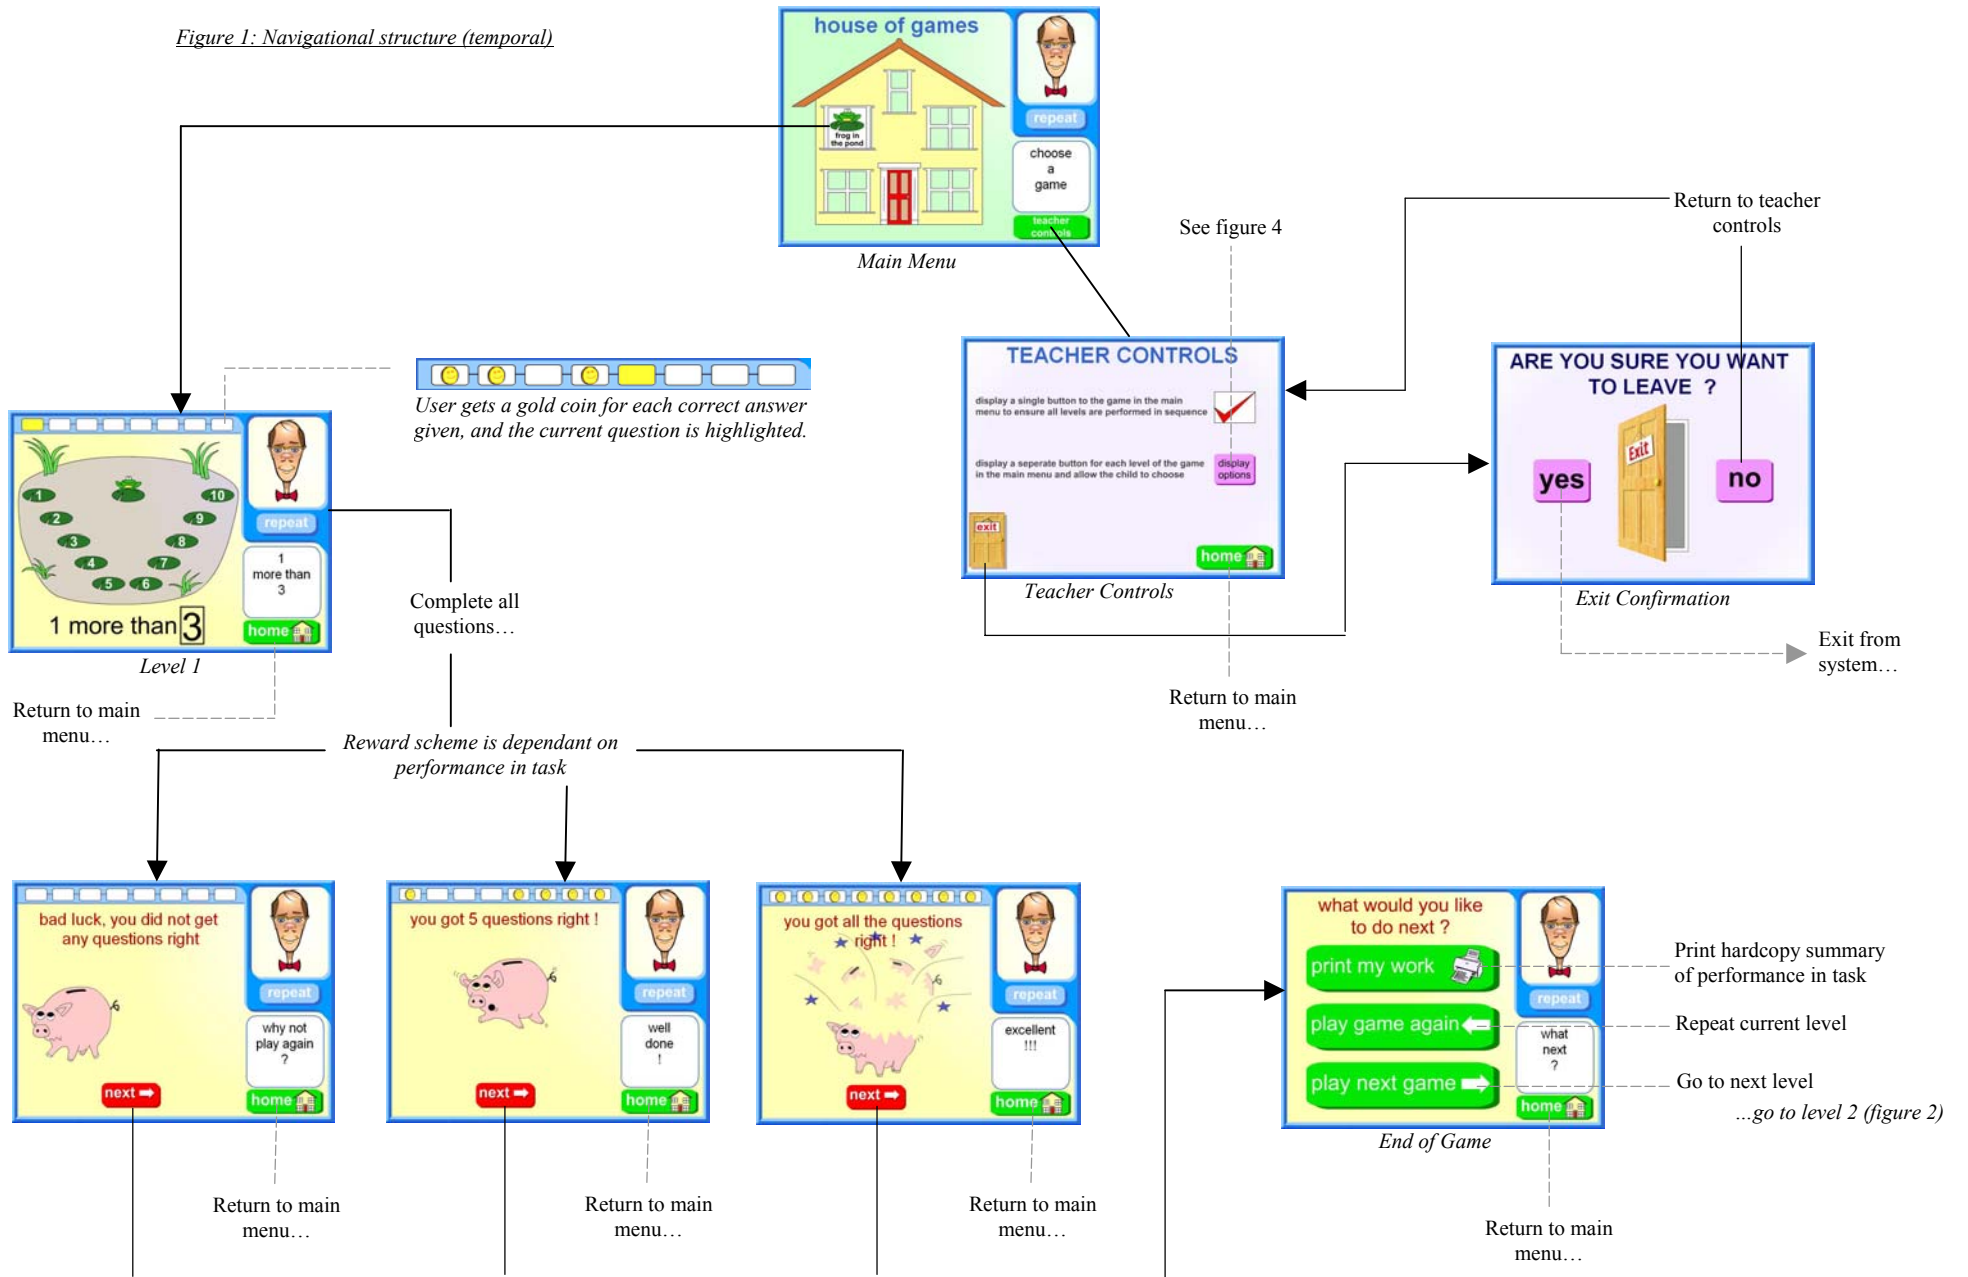 Figure 1: Navigational structure (temporal)
house of games
frog in
the pond
repeat
choose
a
game
teacher
controls
Main Menu
See figure 4
Return to teacher
controls
TEACHER CONTROLS
display a single button to the game in the main
menu to ensure all levels are performed in sequence
display a seperate button for each level of the game
in the main menu and allow the child to choose
display
options
exit
home
Teacher Controls
Return to main
menu…
ARE YOU SURE YOU WANT
TO LEAVE ?
Exit
yes
no
Exit Confirmation
Exit from
system…
User gets a gold coin for each correct answer
given, and the current question is highlighted.
1
2
3
4
5
6
7
8
9
10
1 more than 3
repeat
1
more than
3
home
Level 1
Return to main
menu…
Complete all
questions…
Reward scheme is dependant on
performance in task
bad luck, you did not get
any questions right
repeat
why not
play again
?
next
home
Return to main
menu…
you got 5 questions right !
repeat
well
done
!
next
home
Return to main
menu…
you got all the questions
right !
repeat
excellent
!!!
next
home
Return to main
menu…
what would you like
to do next ?
print my work
play game again
play next game
repeat
what
next
?
home
End of Game
Print hardcopy summary
of performance in task
Repeat current level
Go to next level
...go to level 2 (figure 2)
Return to main
menu…